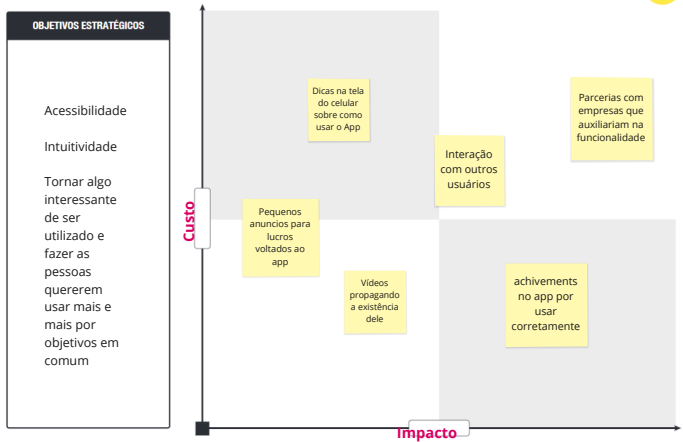 OBJETIVOS ESTRATÉGICOS
Acessibilidade
Intuitividade
Tornar algo
interessante
de ser
utilizado e
fazer as
pessoas
quererem
usar mais e
mais por
objetivos em
comum
Custo
Dicas na tela
do celular
sobre como
usar o App
Parcerias com
empresas que
auxiliariam na
funcionalidade
Interação
com outros
usuários
Pequenos
anuncios para
lucros
voltados ao
app
Vídeos
propagando
a existência
dele
achivements
no app por
usar
corretamente
Impacto